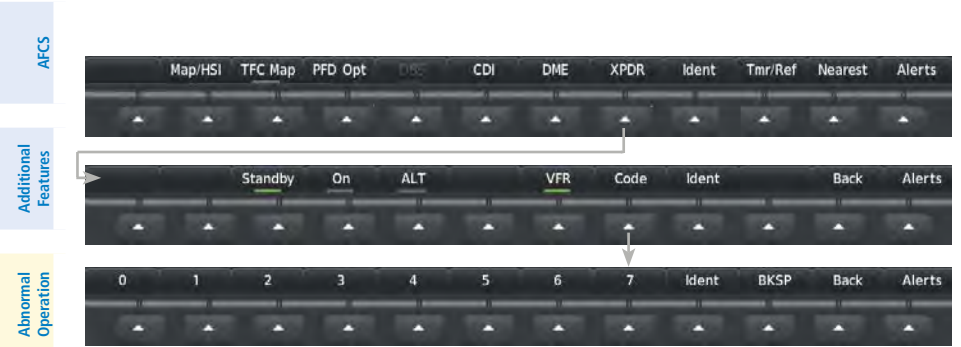 AFCS
Map/HSI TFC Map PFD Opt OBS CDI DME XPDR Ident Tmr/Ref Nearest Alerts
Additional
Features
Standby On ALT VFR Code Ident Back Alerts
Abnormal
Operation
0 1 2 3 4 5 6 7 Ident BKSP Back Alerts